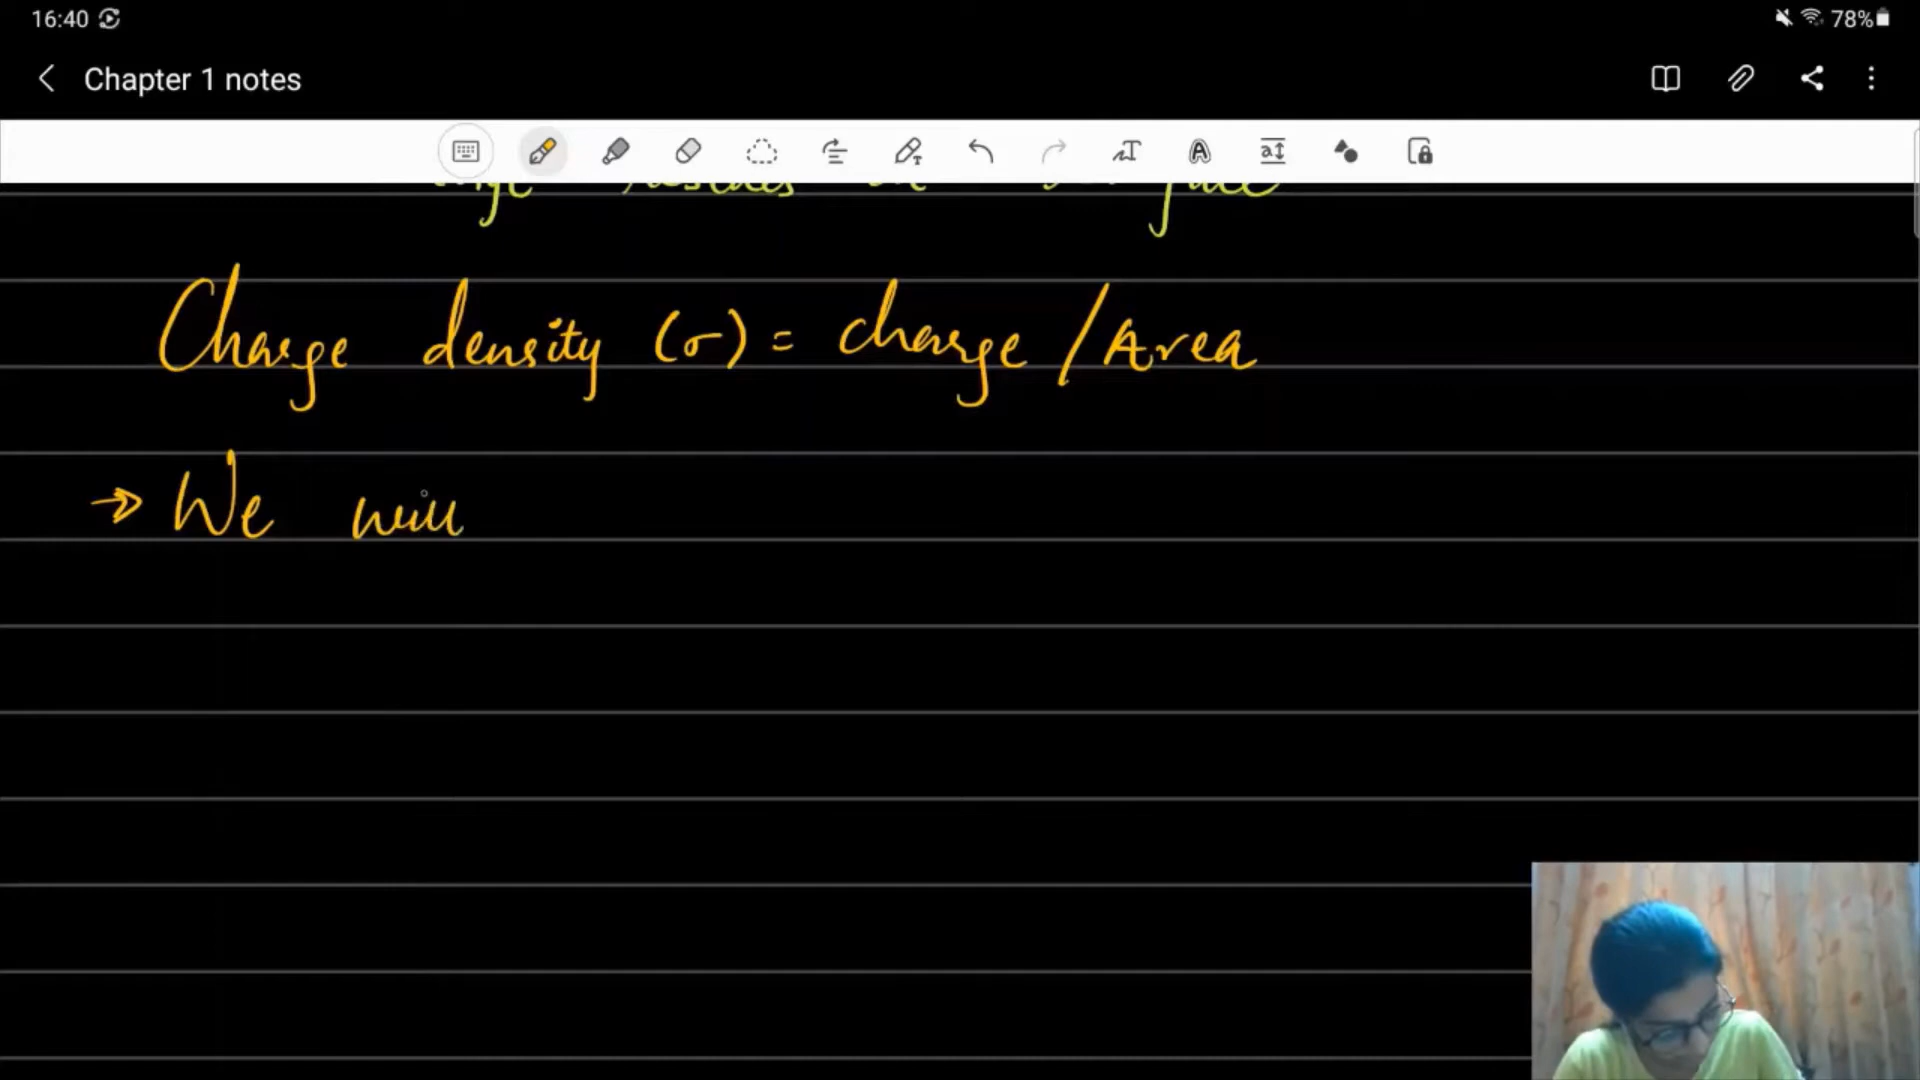 16:40 78%
Chapter 1 notes
Charge density (σ) = charge / Area
→ We will